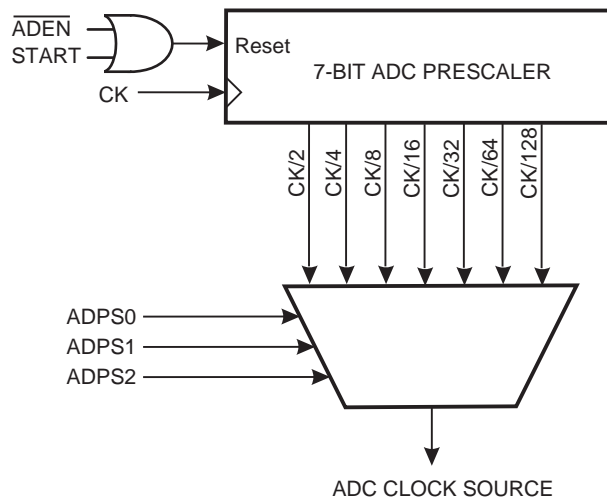 ADEN
START
Reset
7-BIT ADC PRESCALER
CK
CK/2
CK/4
CK/8
CK/16
CK/32
CK/64
CK/128
ADPS0
ADPS1
ADPS2
ADC CLOCK SOURCE